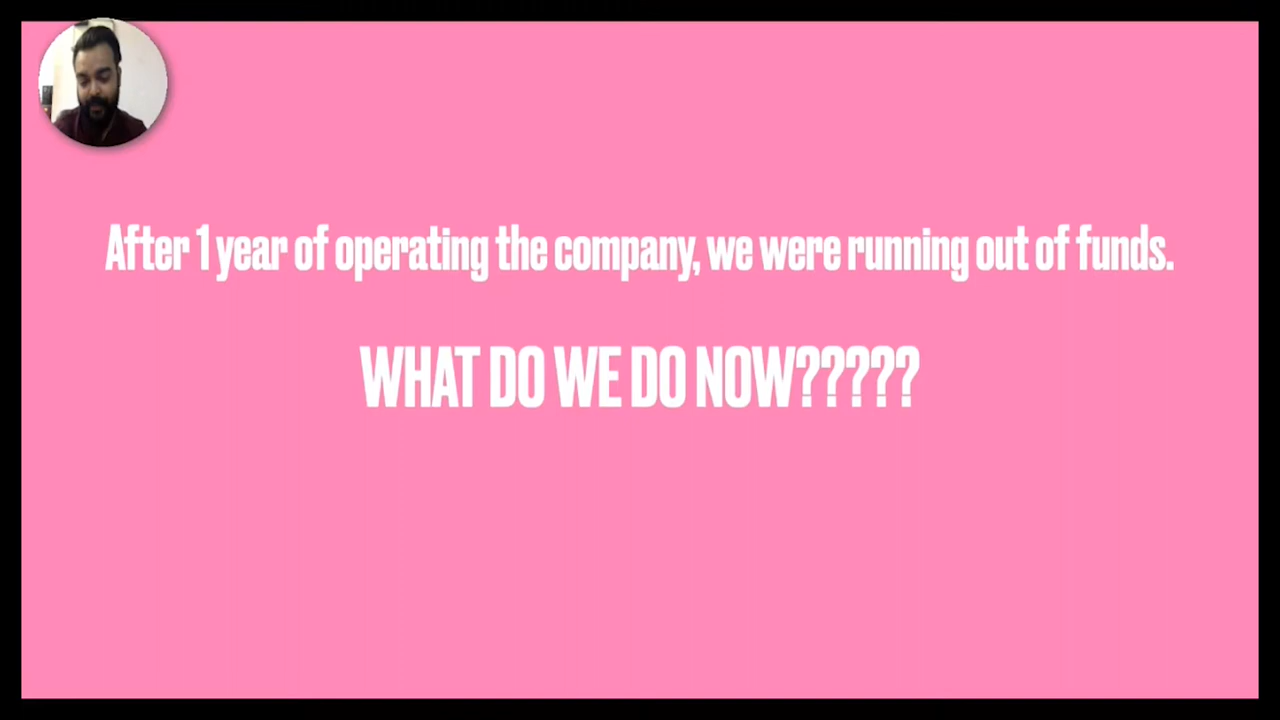 After 1 year of operating the company, we were running out of funds.
WHAT DO WE DO NOW?????